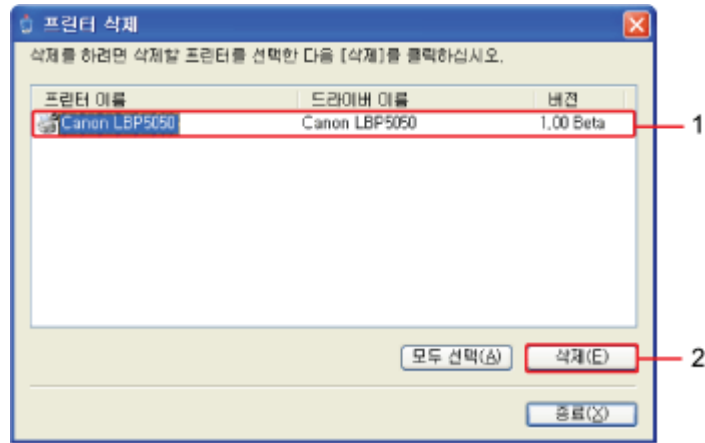 프린터 삭제
삭제를 하려면 삭제할 프린터를 선택한 다음 [삭제]를 클릭하십시오.
프린터 이름 드라이버 이름 버전
Canon LBP5050 Canon LBP5050 1,00 Beta 1
모두 선택(A) 삭제(E) 2
종료(X)